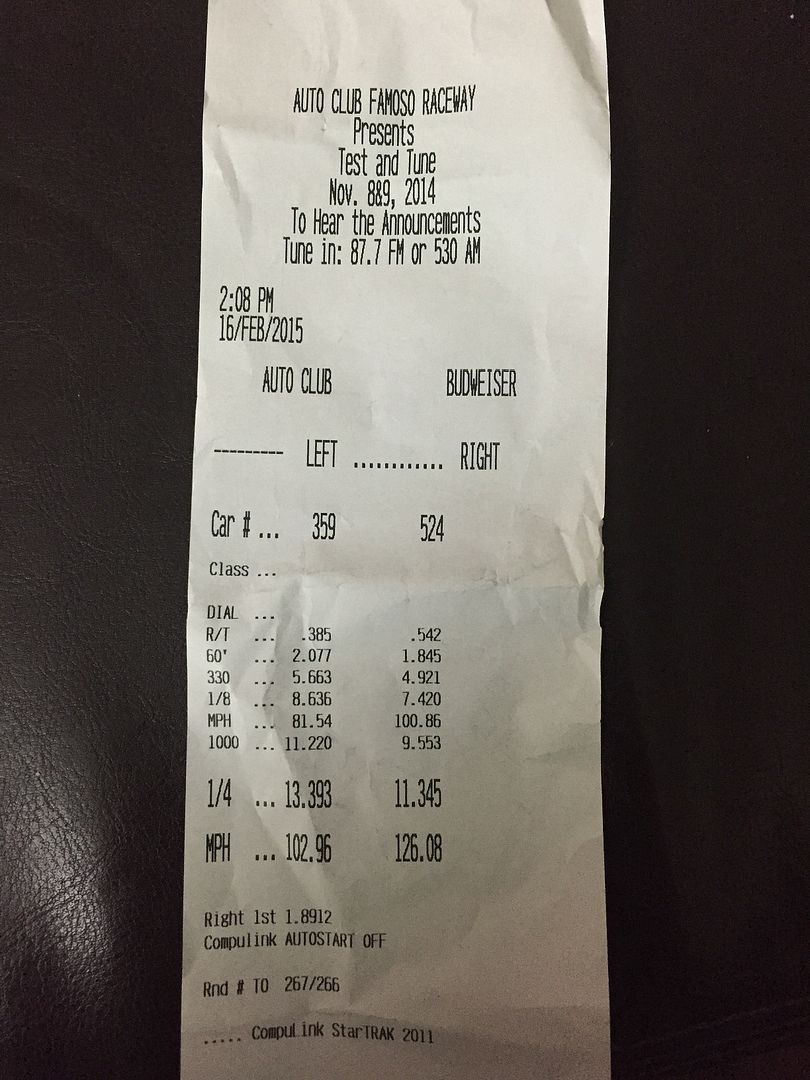 AUTO CLUB FAMOSO RACEWAY
Presents
Test and Tune
Nov. 8&9, 2014
To Hear the Announcements
Tune in: 87.7 FM or 530 AM
2:08 PM
16/FEB/2015
AUTO CLUB BUDWEISER
--------- LEFT ............ RIGHT
Car # ... 359 524
Class ...
DIAL ...
R/T ... .385 .542
60' ... 2.077 1.845
330 ... 5.663 4.921
1/8 ... 8.636 7.420
MPH ... 81.54 100.86
1000 ... 11.220 9.553
1/4 ... 13.393 11.345
MPH ... 102.96 126.08
Right 1st 1.8912
Compulink AUTOSTART OFF
Rnd # TO 267/266
..... CompuLink StarTRAK 2011